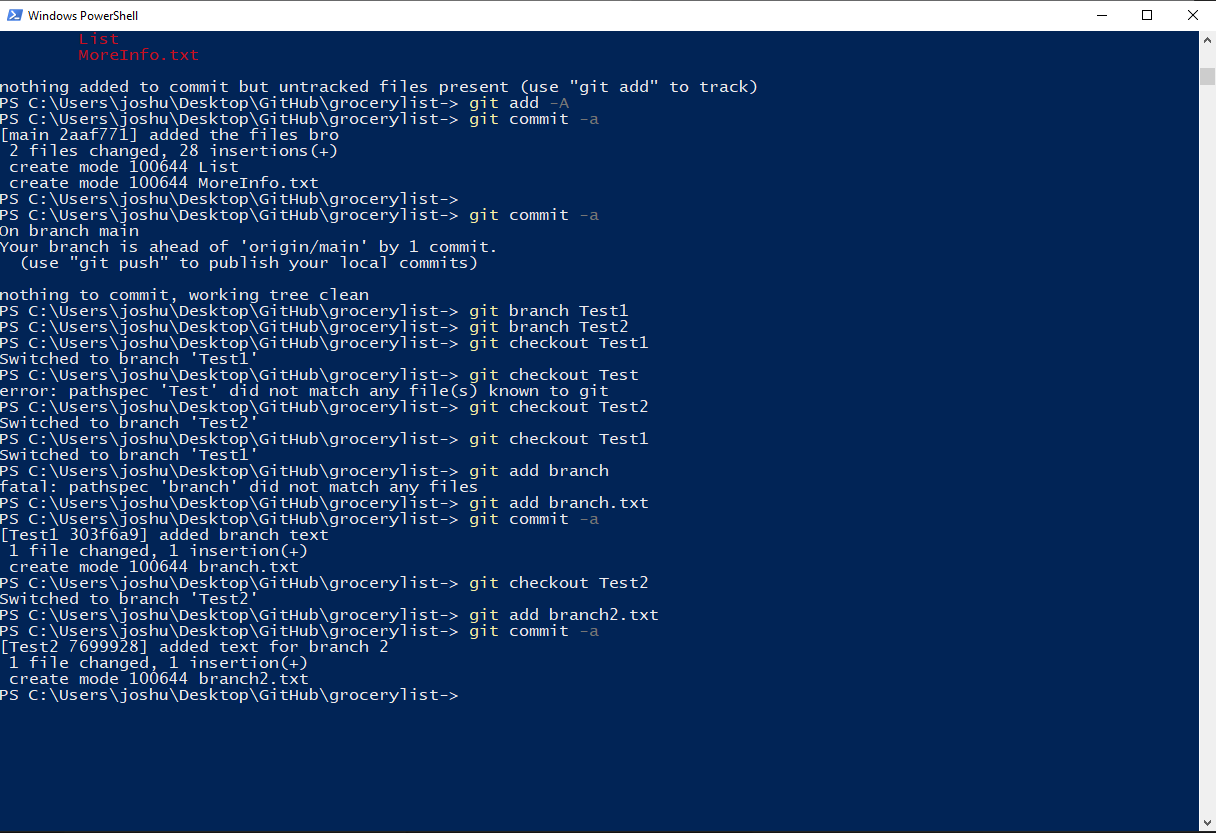 Windows PowerShell
List
MoreInfo.txt
nothing added to commit but untracked files present (use "git add" to track)
PS C:\Users\joshu\Desktop\GitHub\grocerylist-> git add -A
PS C:\Users\joshu\Desktop\GitHub\grocerylist-> git commit -a
[main 2aaf771] added the files bro
 2 files changed, 28 insertions(+)
 create mode 100644 List
 create mode 100644 MoreInfo.txt
PS C:\Users\joshu\Desktop\GitHub\grocerylist->
PS C:\Users\joshu\Desktop\GitHub\grocerylist-> git commit -a
On branch main
Your branch is ahead of 'origin/main' by 1 commit.
  (use "git push" to publish your local commits)
nothing to commit, working tree clean
PS C:\Users\joshu\Desktop\GitHub\grocerylist-> git branch Test1
PS C:\Users\joshu\Desktop\GitHub\grocerylist-> git branch Test2
PS C:\Users\joshu\Desktop\GitHub\grocerylist-> git checkout Test1
Switched to branch 'Test1'
PS C:\Users\joshu\Desktop\GitHub\grocerylist-> git checkout Test
error: pathspec 'Test' did not match any file(s) known to git
PS C:\Users\joshu\Desktop\GitHub\grocerylist-> git checkout Test2
Switched to branch 'Test2'
PS C:\Users\joshu\Desktop\GitHub\grocerylist-> git checkout Test1
Switched to branch 'Test1'
PS C:\Users\joshu\Desktop\GitHub\grocerylist-> git add branch
fatal: pathspec 'branch' did not match any files
PS C:\Users\joshu\Desktop\GitHub\grocerylist-> git add branch.txt
PS C:\Users\joshu\Desktop\GitHub\grocerylist-> git commit -a
[Test1 303f6a9] added branch text
 1 file changed, 1 insertion(+)
 create mode 100644 branch.txt
PS C:\Users\joshu\Desktop\GitHub\grocerylist-> git checkout Test2
Switched to branch 'Test2'
PS C:\Users\joshu\Desktop\GitHub\grocerylist-> git add branch2.txt
PS C:\Users\joshu\Desktop\GitHub\grocerylist-> git commit -a
[Test2 7699928] added text for branch 2
 1 file changed, 1 insertion(+)
 create mode 100644 branch2.txt
PS C:\Users\joshu\Desktop\GitHub\grocerylist->